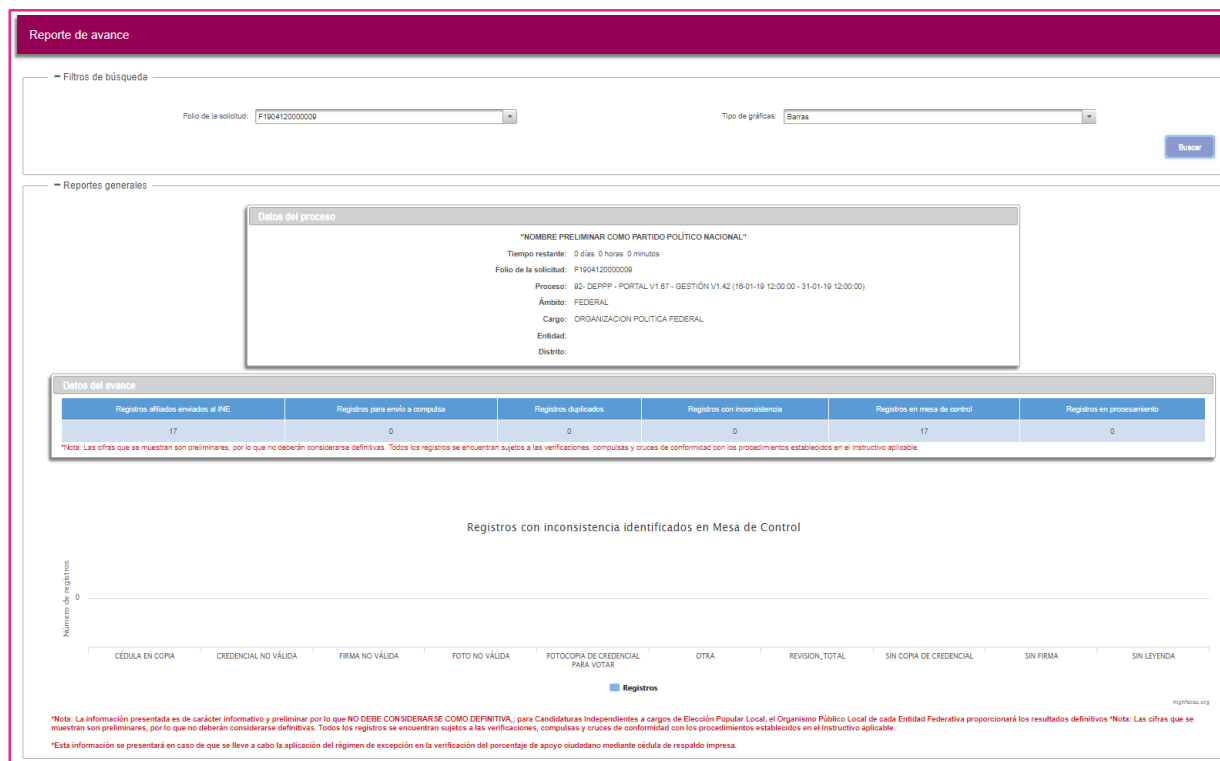 Reporte de avance
Filtros de búsqueda
Folio de la solicitud: F1904120000009 Tipo de gráficas: Barras
Buscar
Reportes generales
Datos del proceso
"NOMBRE PRELIMINAR COMO PARTIDO POLÍTICO NACIONAL"
Tiempo restante: 0 días 0 horas 0 minutos
Folio de la solicitud: F1904120000009
Proceso: 92- DEPPP - PORTAL V1.67 - GESTIÓN V1.42 (16-01-19 12:00:00 - 31-01-19 12:00:00)
Ámbito: FEDERAL
Cargo: ORGANIZACION POLITICA FEDERAL
Entidad:
Distrito:
Datos del avance
Registros afiliados enviados al INE Registros para envío a compulsa Registros duplicados Registros con inconsistencia Registros en mesa de control Registros en procesamiento
17 0 0 0 17 0
*Nota: Las cifras que se muestran son preliminares, por lo que no deberán considerarse definitivas. Todos los registros se encuentran sujetos a las verificaciones, compulsas y cruces de conformidad con los procedimientos establecidos en el Instructivo aplicable.
Registros con inconsistencia identificados en Mesa de Control
Número de registros
0
CÉDULA EN COPIA CREDENCIAL NO VÁLIDA FIRMA NO VÁLIDA FOTO NO VÁLIDA FOTOCOPIA DE CREDENCIAL OTRA REVISION_TOTAL SIN COPIA DE CREDENCIAL SIN FIRMA SIN LEYENDA
PARA VOTAR
Registros
highfaces.org
*Nota: La información presentada es de carácter informativo y preliminar por lo que NO DEBE CONSIDERARSE COMO DEFINITIVA,; para Candidaturas Independientes a cargos de Elección Popular Local, el Organismo Público Local de cada Entidad Federativa proporcionará los resultados definitivos *Nota: Las cifras que se
muestran son preliminares, por lo que no deberán considerarse definitivas. Todos los registros se encuentran sujetos a las verificaciones, compulsas y cruces de conformidad con los procedimientos establecidos en el Instructivo aplicable.
*Esta información se presentará en caso de que se lleve a cabo la aplicación del régimen de excepción en la verificación del porcentaje de apoyo ciudadano mediante cédula de respaldo impresa.